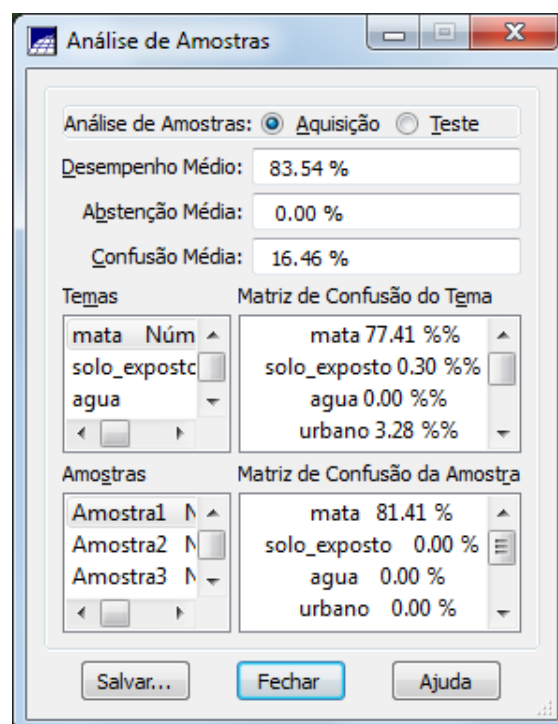 Análise de Amostras
Análise de Amostras: Aquisição Teste
Desempenho Médio: 83.54 %
Abstenção Média: 0.00 %
Confusão Média: 16.46 %
Temas Matriz de Confusão do Tema
mata Núm
solo_exposto
agua
mata 77.41 %%
solo_exposto 0.30 %%
agua 0.00 %%
urbano 3.28 %%
Amostras Matriz de Confusão da Amostra
Amostra1 N
Amostra2 N
Amostra3 N
mata 81.41 %
solo_exposto 0.00 %
agua 0.00 %
urbano 0.00 %
Salvar... Fechar Ajuda